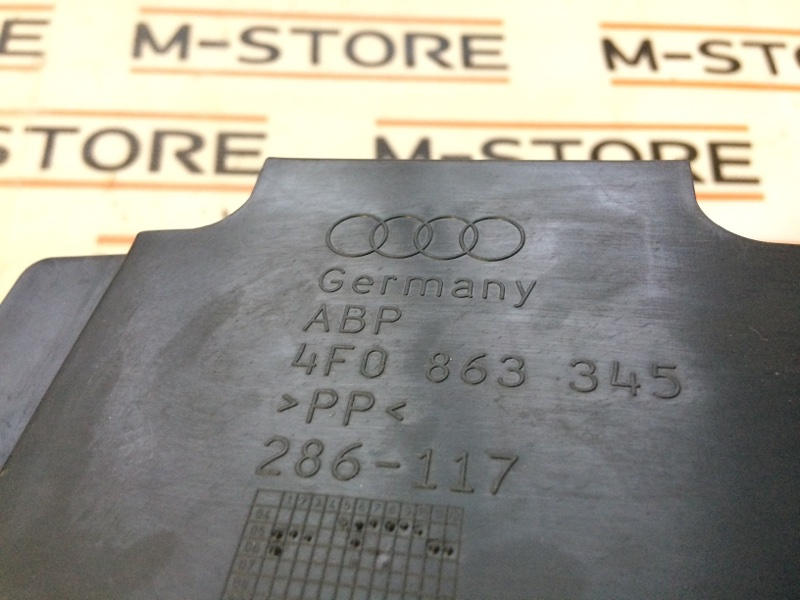 M-STORE
M-STO
STORE
M-STORE
Germany
ABP
4F0 863 345
>PP<
286-117